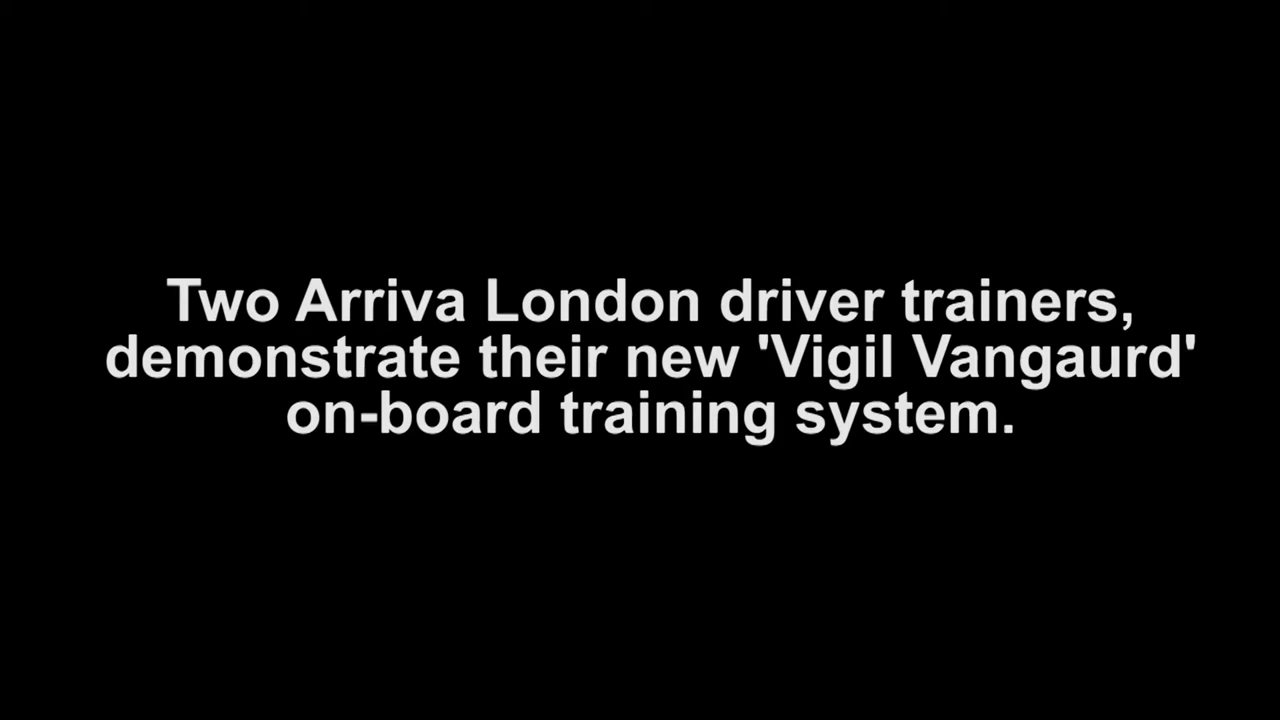 Two Arriva London driver trainers,
demonstrate their new 'Vigil Vangaurd'
on-board training system.